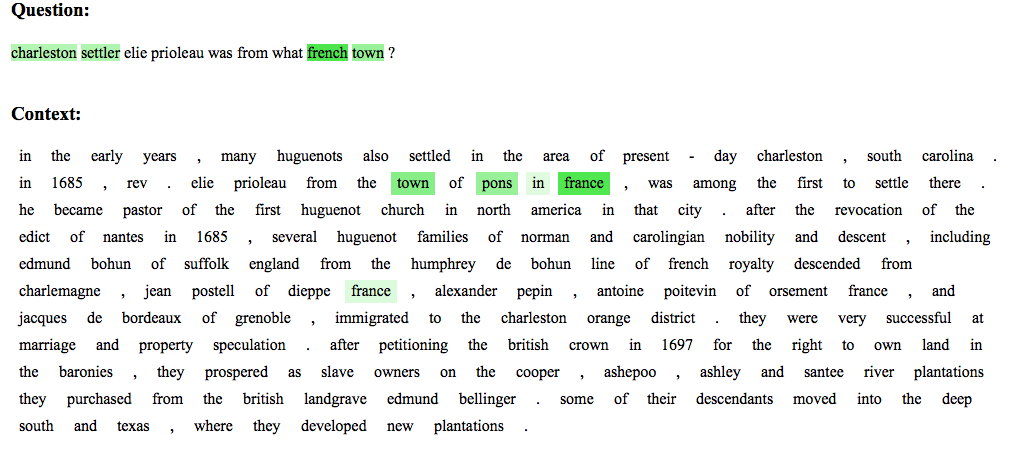 Question:
charleston settler elie prioleau was from what french town ?
Context:
in the early years , many huguenots also settled in the area of present - day charleston , south carolina .
in 1685 , rev . elie prioleau from the town of pons in france , was among the first to settle there .
he became pastor of the first huguenot church in north america in that city . after the revocation of the
edict of nantes in 1685 , several huguenot families of norman and carolingian nobility and descent , including
edmund bohun of suffolk england from the humphrey de bohun line of french royalty descended from
charlemagne , jean postell of dieppe france , alexander pepin , antoine poitevin of orsement france , and
jacques de bordeaux of grenoble , immigrated to the charleston orange district . they were very successful at
marriage and property speculation . after petitioning the british crown in 1697 for the right to own land in
the baronies , they prospered as slave owners on the cooper , ashepoo , ashley and santee river plantations
they purchased from the british landgrave edmund bellinger . some of their descendants moved into the deep
south and texas , where they developed new plantations .